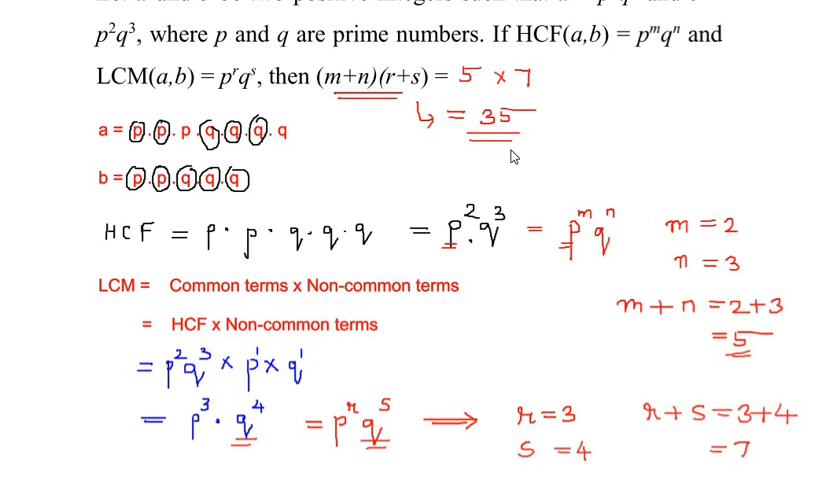 p²q³, where p and q are prime numbers. If HCF(a,b) = pᵐqⁿ and
LCM(a,b) = pʳqˢ, then (m+n)(r+s) = 5 × 7
↳ = 35
a = p.p.p.q.q.q.q
b = p.p.q.q.q
HCF = p · p · q · q · q = p²·q³ = pᵐqⁿ m = 2
n = 3
m + n = 2+3
= 5
LCM = Common terms x Non-common terms
= HCF x Non-common terms
= p²q³ × p¹ × q¹
= p³ · q⁴ = pʳqˢ ⟹ r = 3 r + s = 3+4
s = 4 = 7